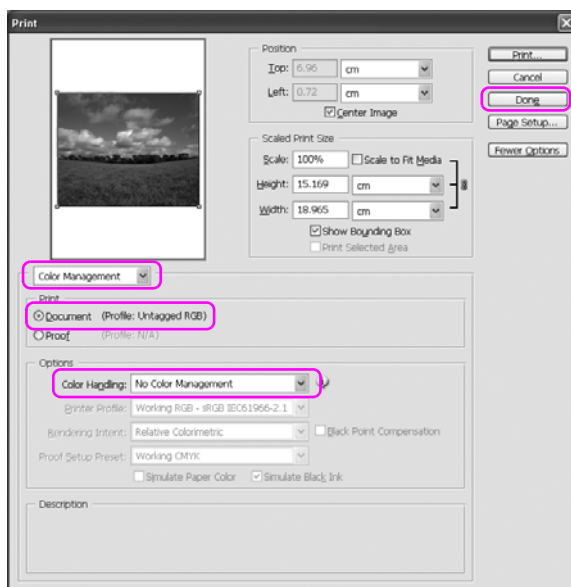 Print
Position
Top: 6.96 cm
Left: 0.72 cm
Center Image
Scaled Print Size
Scale: 100% Scale to Fit Media
Height: 15.169 cm
Width: 18.965 cm
Show Bounding Box
Print Selected Area
Print...
Cancel
Done
Page Setup...
Fewer Options
Color Management
Print
Document (Profile: Untagged RGB)
Proof (Profile: N/A)
Options
Color Handling: No Color Management
Printer Profile: Working RGB - sRGB IEC61966-2.1
Rendering Intent: Relative Colorimetric Black Point Compensation
Proof Setup Preset: Working CMYK
Simulate Paper Color Simulate Black Ink
Description